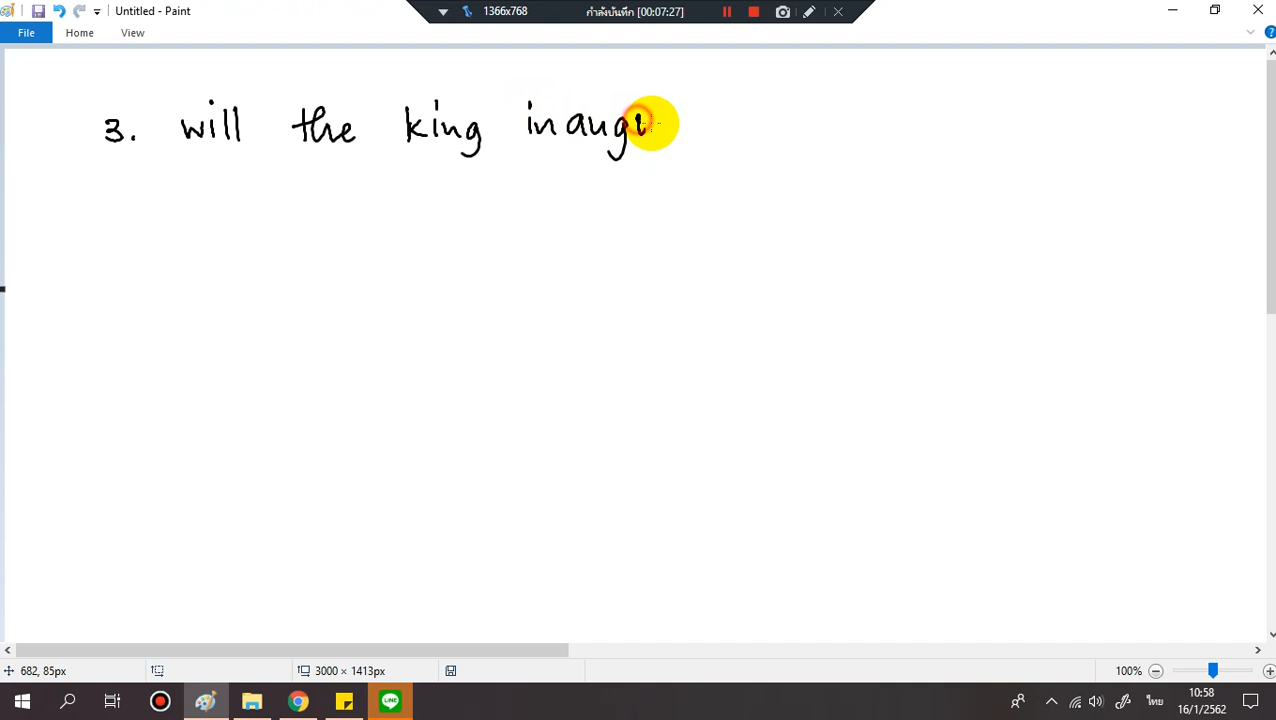 Untitled - Paint
1366x768
กำลังบันทึก [00:07:27]
File Home View
3. will the king inaugu
682, 85px
3000 × 1413px
100%
ไทย
10:58
16/1/2562
LINE